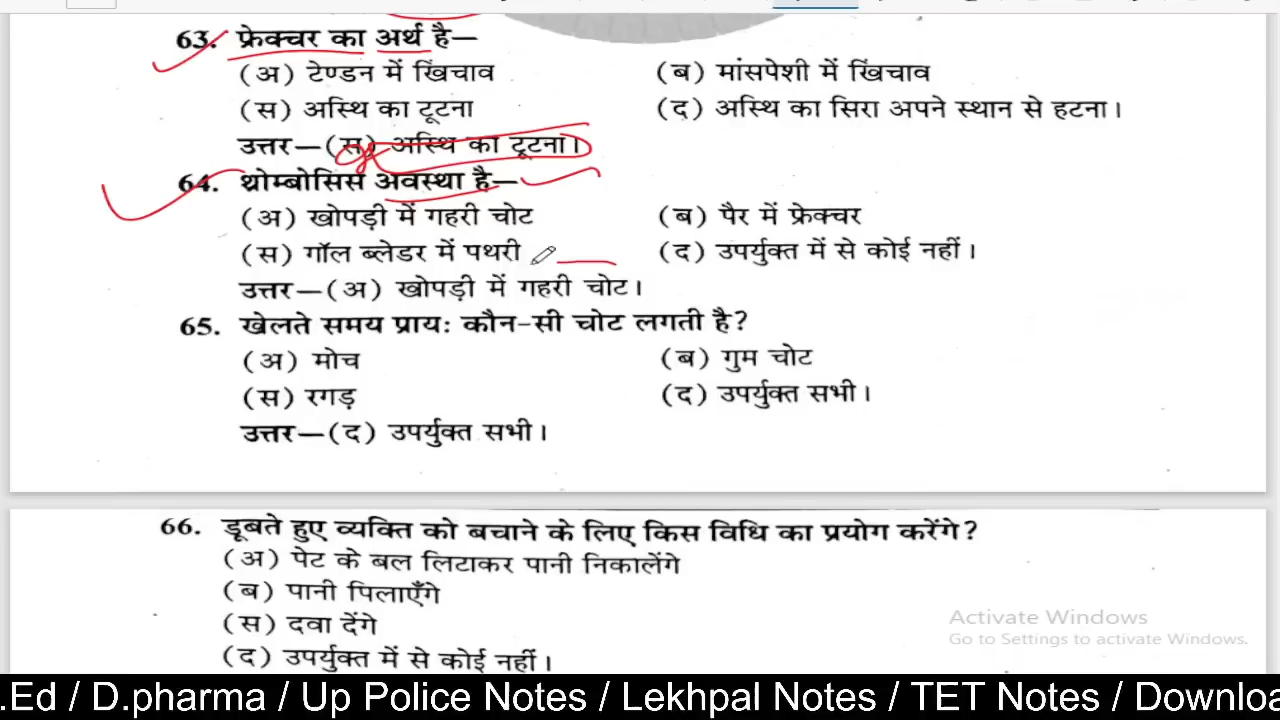 63. फ्रेक्चर का अर्थ है—
(अ) टेण्डन में खिंचाव (ब) मांसपेशी में खिंचाव
(स) अस्थि का टूटना (द) अस्थि का सिरा अपने स्थान से हटना।
उत्तर—(स) अस्थि का टूटना।
64. थ्रोम्बोसिस अवस्था है—
(अ) खोपड़ी में गहरी चोट (ब) पैर में फ्रेक्चर
(स) गॉल ब्लेडर में पथरी (द) उपर्युक्त में से कोई नहीं।
उत्तर—(अ) खोपड़ी में गहरी चोट।
65. खेलते समय प्रायः कौन-सी चोट लगती है?
(अ) मोच (ब) गुम चोट
(स) रगड़ (द) उपर्युक्त सभी।
उत्तर—(द) उपर्युक्त सभी।
66. डूबते हुए व्यक्ति को बचाने के लिए किस विधि का प्रयोग करेंगे?
(अ) पेट के बल लिटाकर पानी निकालेंगे
(ब) पानी पिलाएँगे
(स) दवा देंगे
(द) उपर्युक्त में से कोई नहीं।
Activate Windows
Go to Settings to activate Windows.
.Ed / D.pharma / Up Police Notes / Lekhpal Notes / TET Notes / Downloa